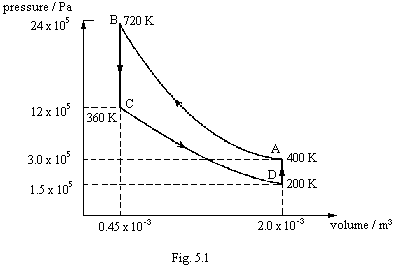 pressure / Pa
24 x 10⁵
B 720 K
12 x 10⁵
C
360 K
A
3.0 x 10⁵
400 K
D
1.5 x 10⁵
200 K
0.45 x 10⁻³
2.0 x 10⁻³
volume / m³
Fig. 5.1